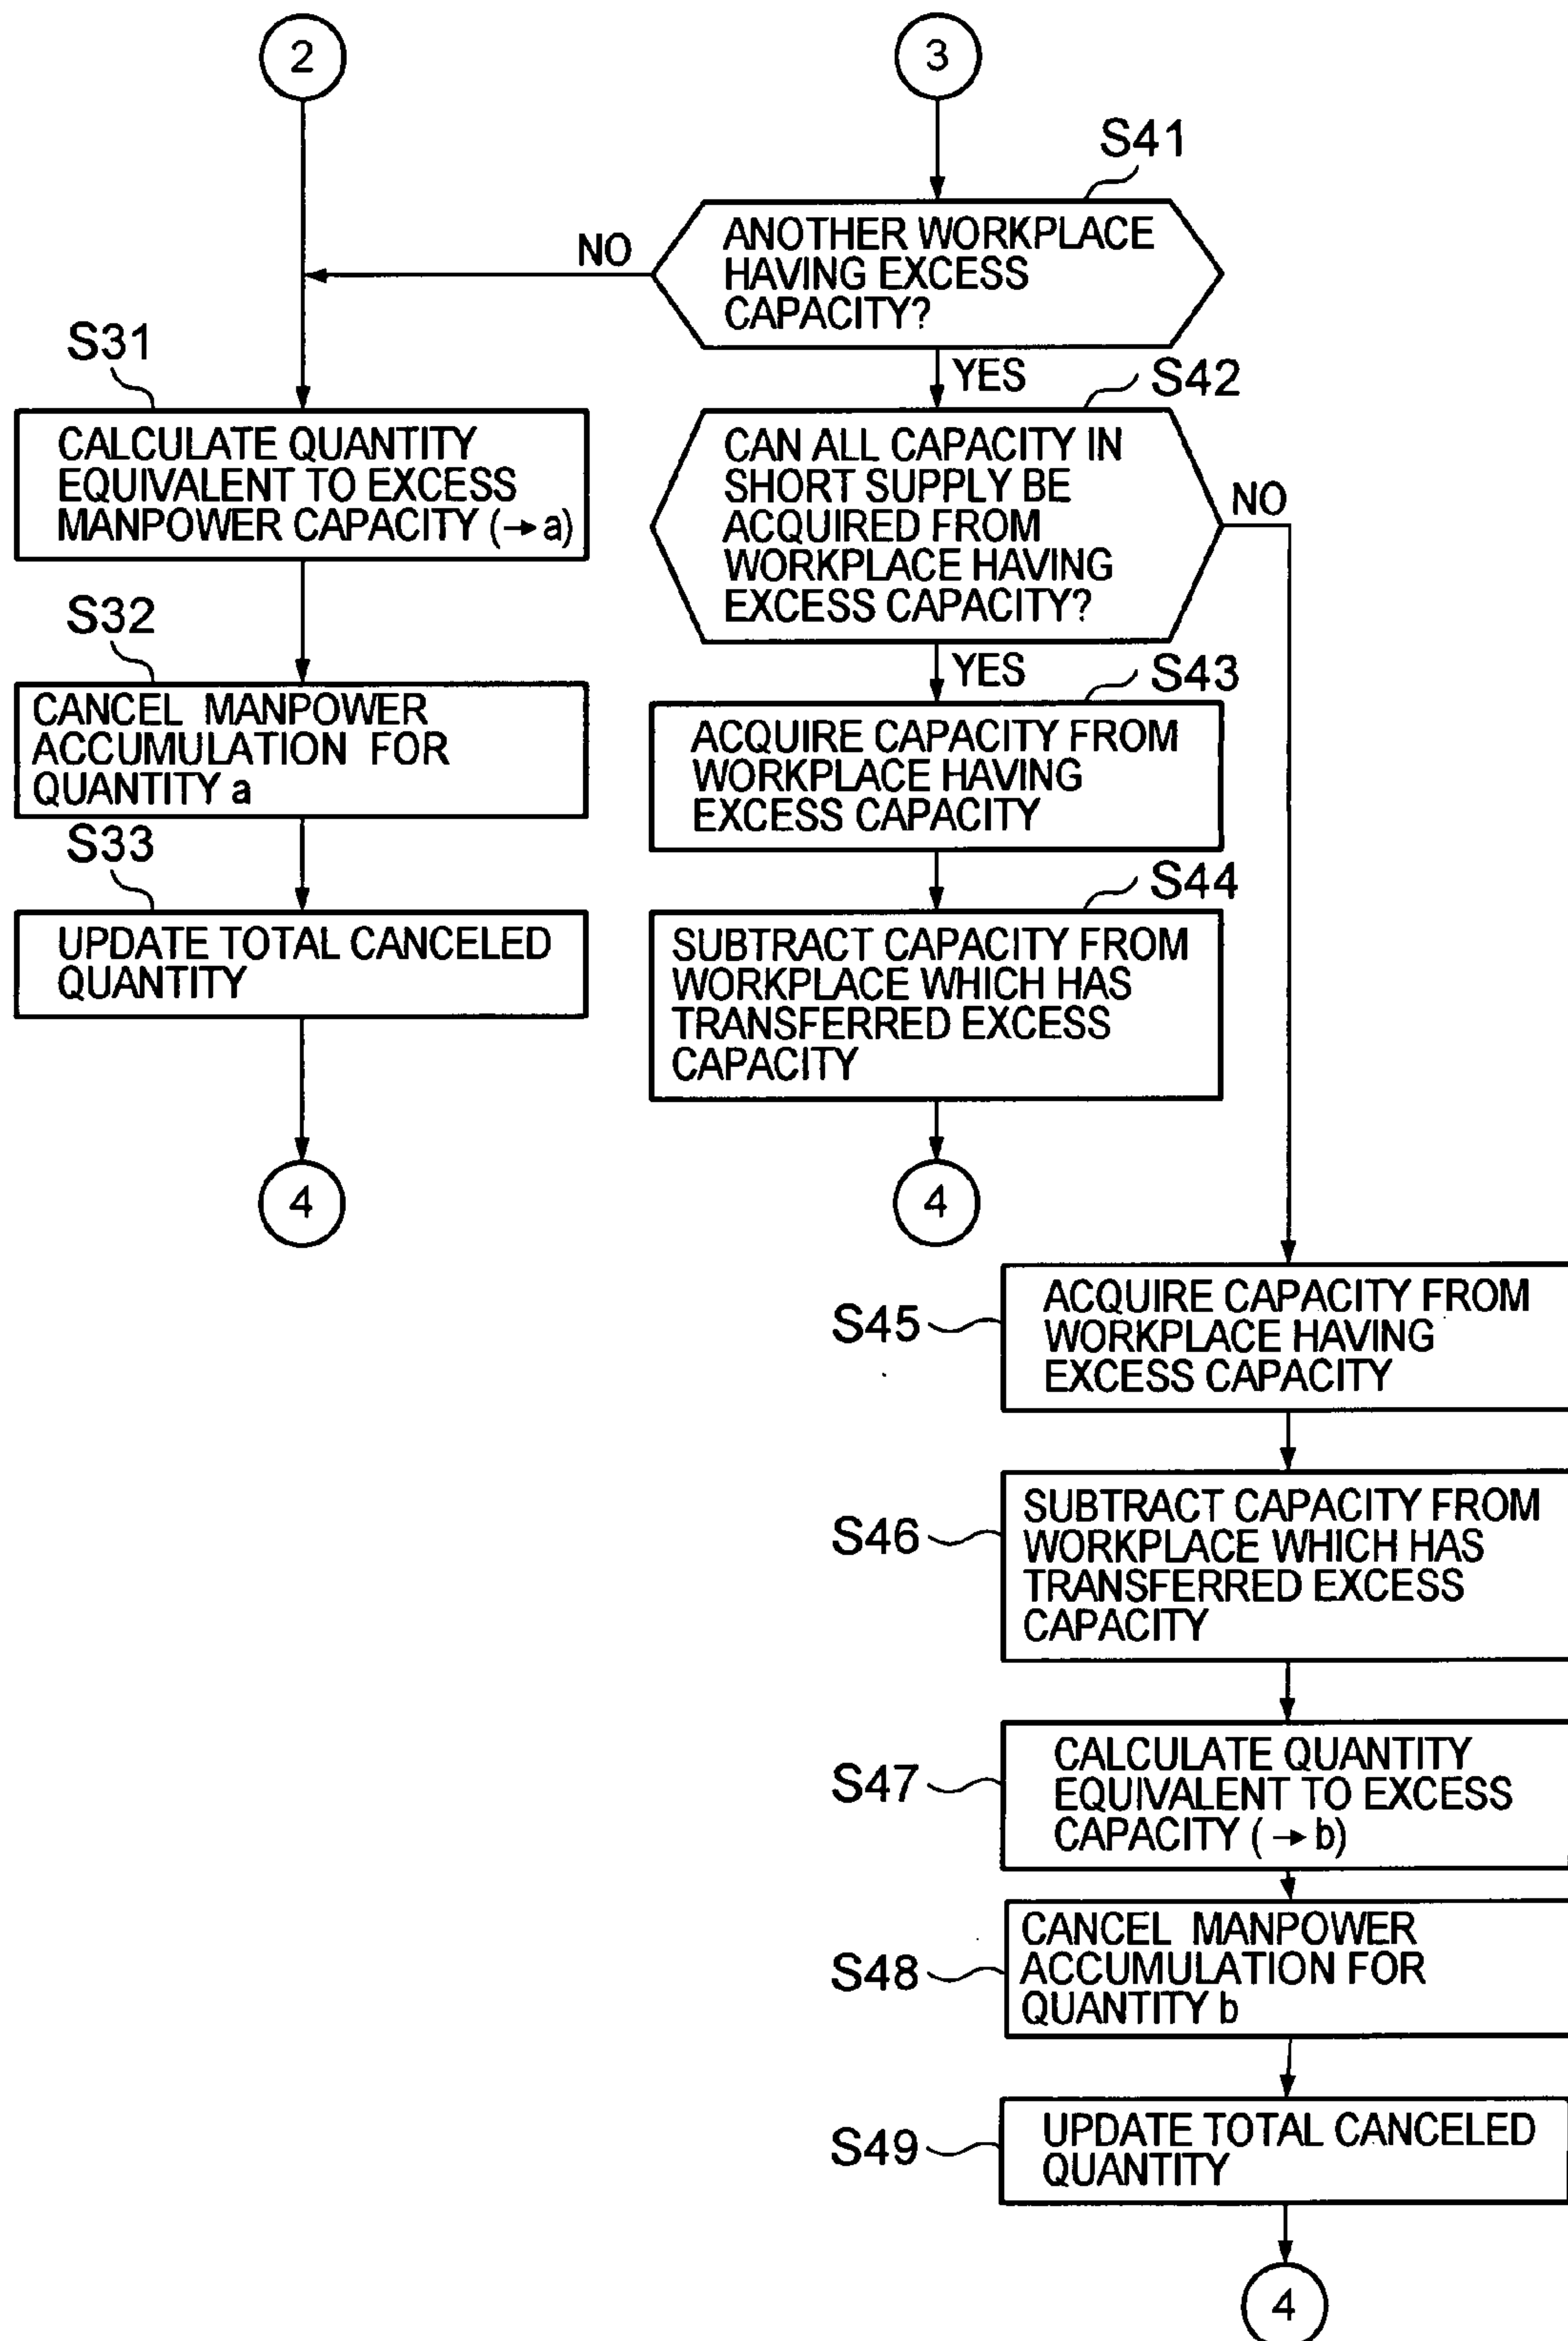 2
3
S41
ANOTHER WORKPLACE
HAVING EXCESS
CAPACITY?
NO
YES
S31
CALCULATE QUANTITY
EQUIVALENT TO EXCESS
MANPOWER CAPACITY (→ a)
S42
CAN ALL CAPACITY IN
SHORT SUPPLY BE
ACQUIRED FROM
WORKPLACE HAVING
EXCESS CAPACITY?
NO
YES
S32
CANCEL MANPOWER
ACCUMULATION FOR
QUANTITY a
S43
ACQUIRE CAPACITY FROM
WORKPLACE HAVING
EXCESS CAPACITY
S33
UPDATE TOTAL CANCELED
QUANTITY
S44
SUBTRACT CAPACITY FROM
WORKPLACE WHICH HAS
TRANSFERRED EXCESS
CAPACITY
4
4
S45
ACQUIRE CAPACITY FROM
WORKPLACE HAVING
EXCESS CAPACITY
S46
SUBTRACT CAPACITY FROM
WORKPLACE WHICH HAS
TRANSFERRED EXCESS
CAPACITY
S47
CALCULATE QUANTITY
EQUIVALENT TO EXCESS
CAPACITY ( → b)
S48
CANCEL MANPOWER
ACCUMULATION FOR
QUANTITY b
S49
UPDATE TOTAL CANCELED
QUANTITY
4